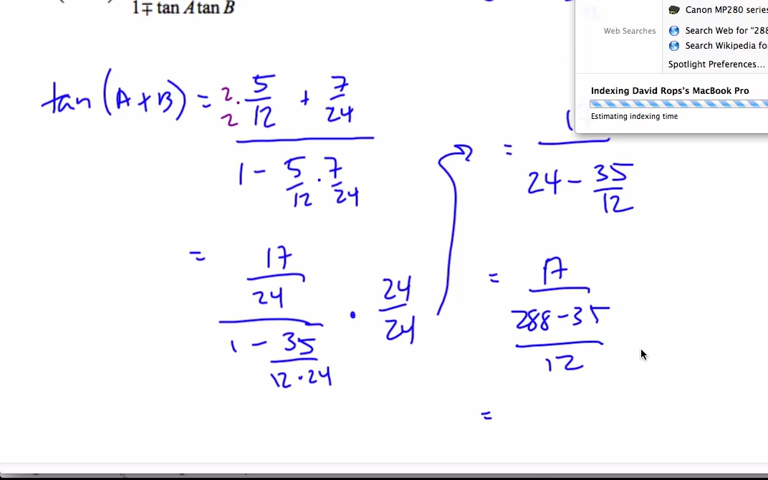 1∓tan A tan B
tan(A+B) = 2/2 · 5/12 + 7/24
1 - 5/12 · 7/24
= 17/24
1 - 35/12·24
· 24/24
=
24 - 35/12
= 17
288-35
12
=
Canon MP280 series
Web Searches
Search Web for "288
Search Wikipedia fo
Spotlight Preferences...
Indexing David Rops's MacBook Pro
Estimating indexing time